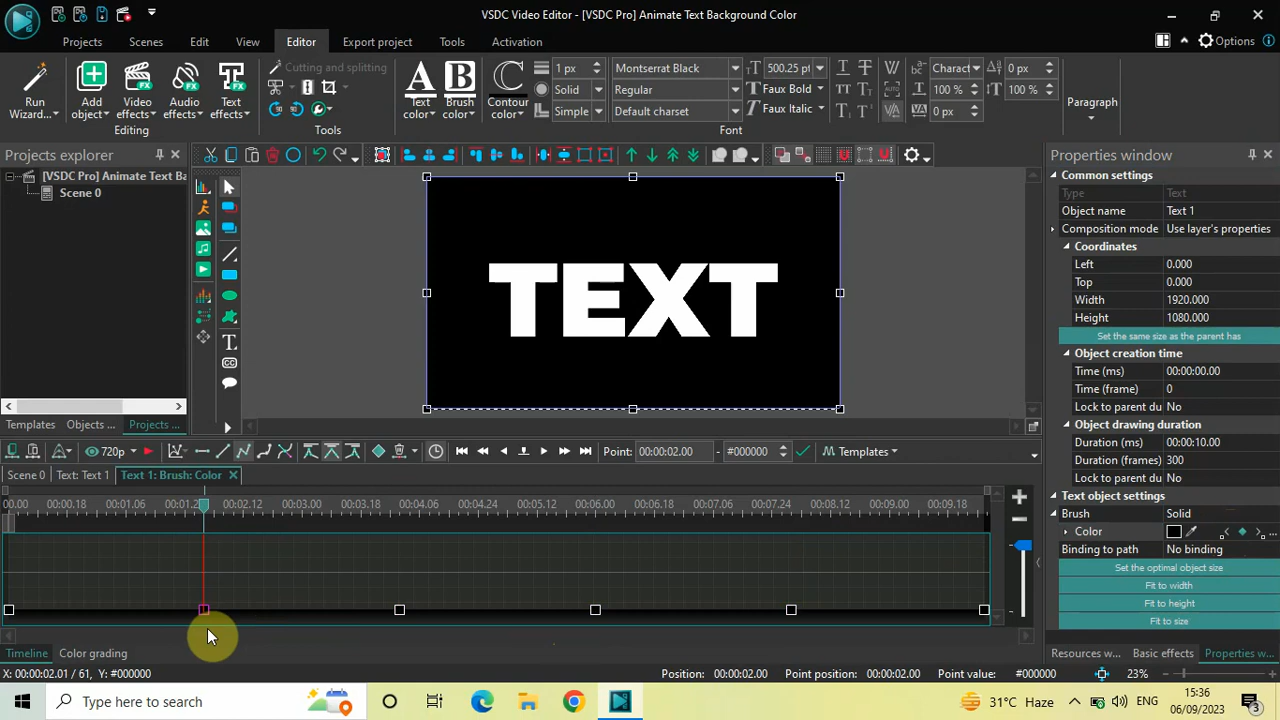 VSDC Video Editor - [VSDC Pro] Animate Text Background Color
Projects Scenes Edit View Editor Export project Tools Activation Options
Run Wizard...
Add object
Video effects
Audio effects
Text effects
Editing
Cutting and splitting
Tools
Text color
Brush color
Contour color
1 px
Solid
Simple
Montserrat Black
Regular
Default charset
500.25 pt
Faux Bold
Faux Italic
Font
Charact
100 %
0 px
0 px
100 %
Paragraph
Projects explorer
[VSDC Pro] Animate Text Ba
Scene 0
TEXT
Templates Objects ... Projects ...
Properties window
Common settings
Type Text
Object name Text 1
Composition mode Use layer's properties
Coordinates
Left 0.000
Top 0.000
Width 1920.000
Height 1080.000
Set the same size as the parent has
Object creation time
Time (ms) 00:00:00.00
Time (frame) 0
Lock to parent du No
Object drawing duration
Duration (ms) 00:00:10.00
Duration (frames) 300
Lock to parent du No
Text object settings
Brush Solid
Color ...
Binding to path No binding
Set the optimal object size
Fit to width
Fit to height
Fit to size
Resources w... Basic effects Properties w...
720p Point: 00:00:02.00 - #000000 Templates
Scene 0 Text: Text 1 Text 1: Brush: Color
00.00 00:00.18 00:01.06 00:01.2 00:02.12 00:03.00 00:03.18 00:04.06 00:04.24 00:05.12 00:06.00 00:06.18 00:07.06 00:07.24 00:08.12 00:09.00 00:09.18
Timeline Color grading
X: 00:00:02.01 / 61, Y: #000000 Position: 00:00:02.00 Point position: 00:00:02.00 Point value: #000000 23%
Type here to search
31°C Haze
ENG
15:36
06/09/2023
3